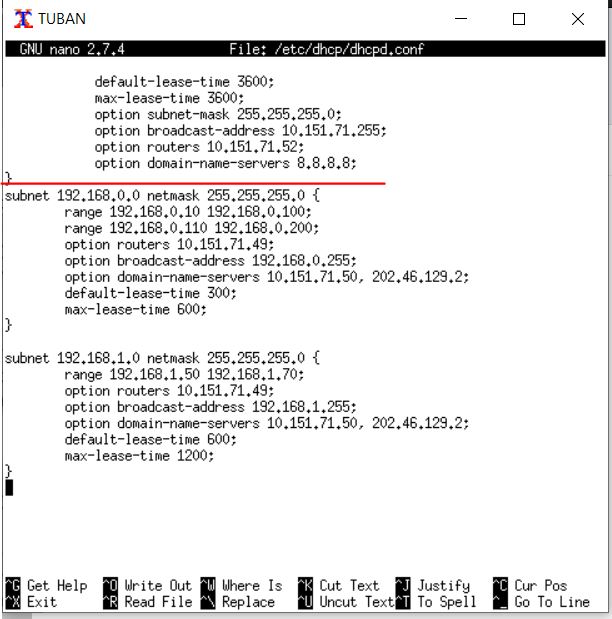 TUBAN
GNU nano 2.7.4 File: /etc/dhcp/dhcpd.conf
default-lease-time 3600;
max-lease-time 3600;
option subnet-mask 255.255.255.0;
option broadcast-address 10.151.71.255;
option routers 10.151.71.52;
option domain-name-servers 8.8.8.8;
}
subnet 192.168.0.0 netmask 255.255.255.0 {
range 192.168.0.10 192.168.0.100;
range 192.168.0.110 192.168.0.200;
option routers 10.151.71.49;
option broadcast-address 192.168.0.255;
option domain-name-servers 10.151.71.50, 202.46.129.2;
default-lease-time 300;
max-lease-time 600;
}
subnet 192.168.1.0 netmask 255.255.255.0 {
range 192.168.1.50 192.168.1.70;
option routers 10.151.71.49;
option broadcast-address 192.168.1.255;
option domain-name-servers 10.151.71.50, 202.46.129.2;
default-lease-time 600;
max-lease-time 1200;
}
^G Get Help ^O Write Out ^W Where Is ^K Cut Text ^J Justify ^C Cur Pos
^X Exit ^R Read File ^\ Replace ^U Uncut Text ^T To Spell ^_ Go To Line